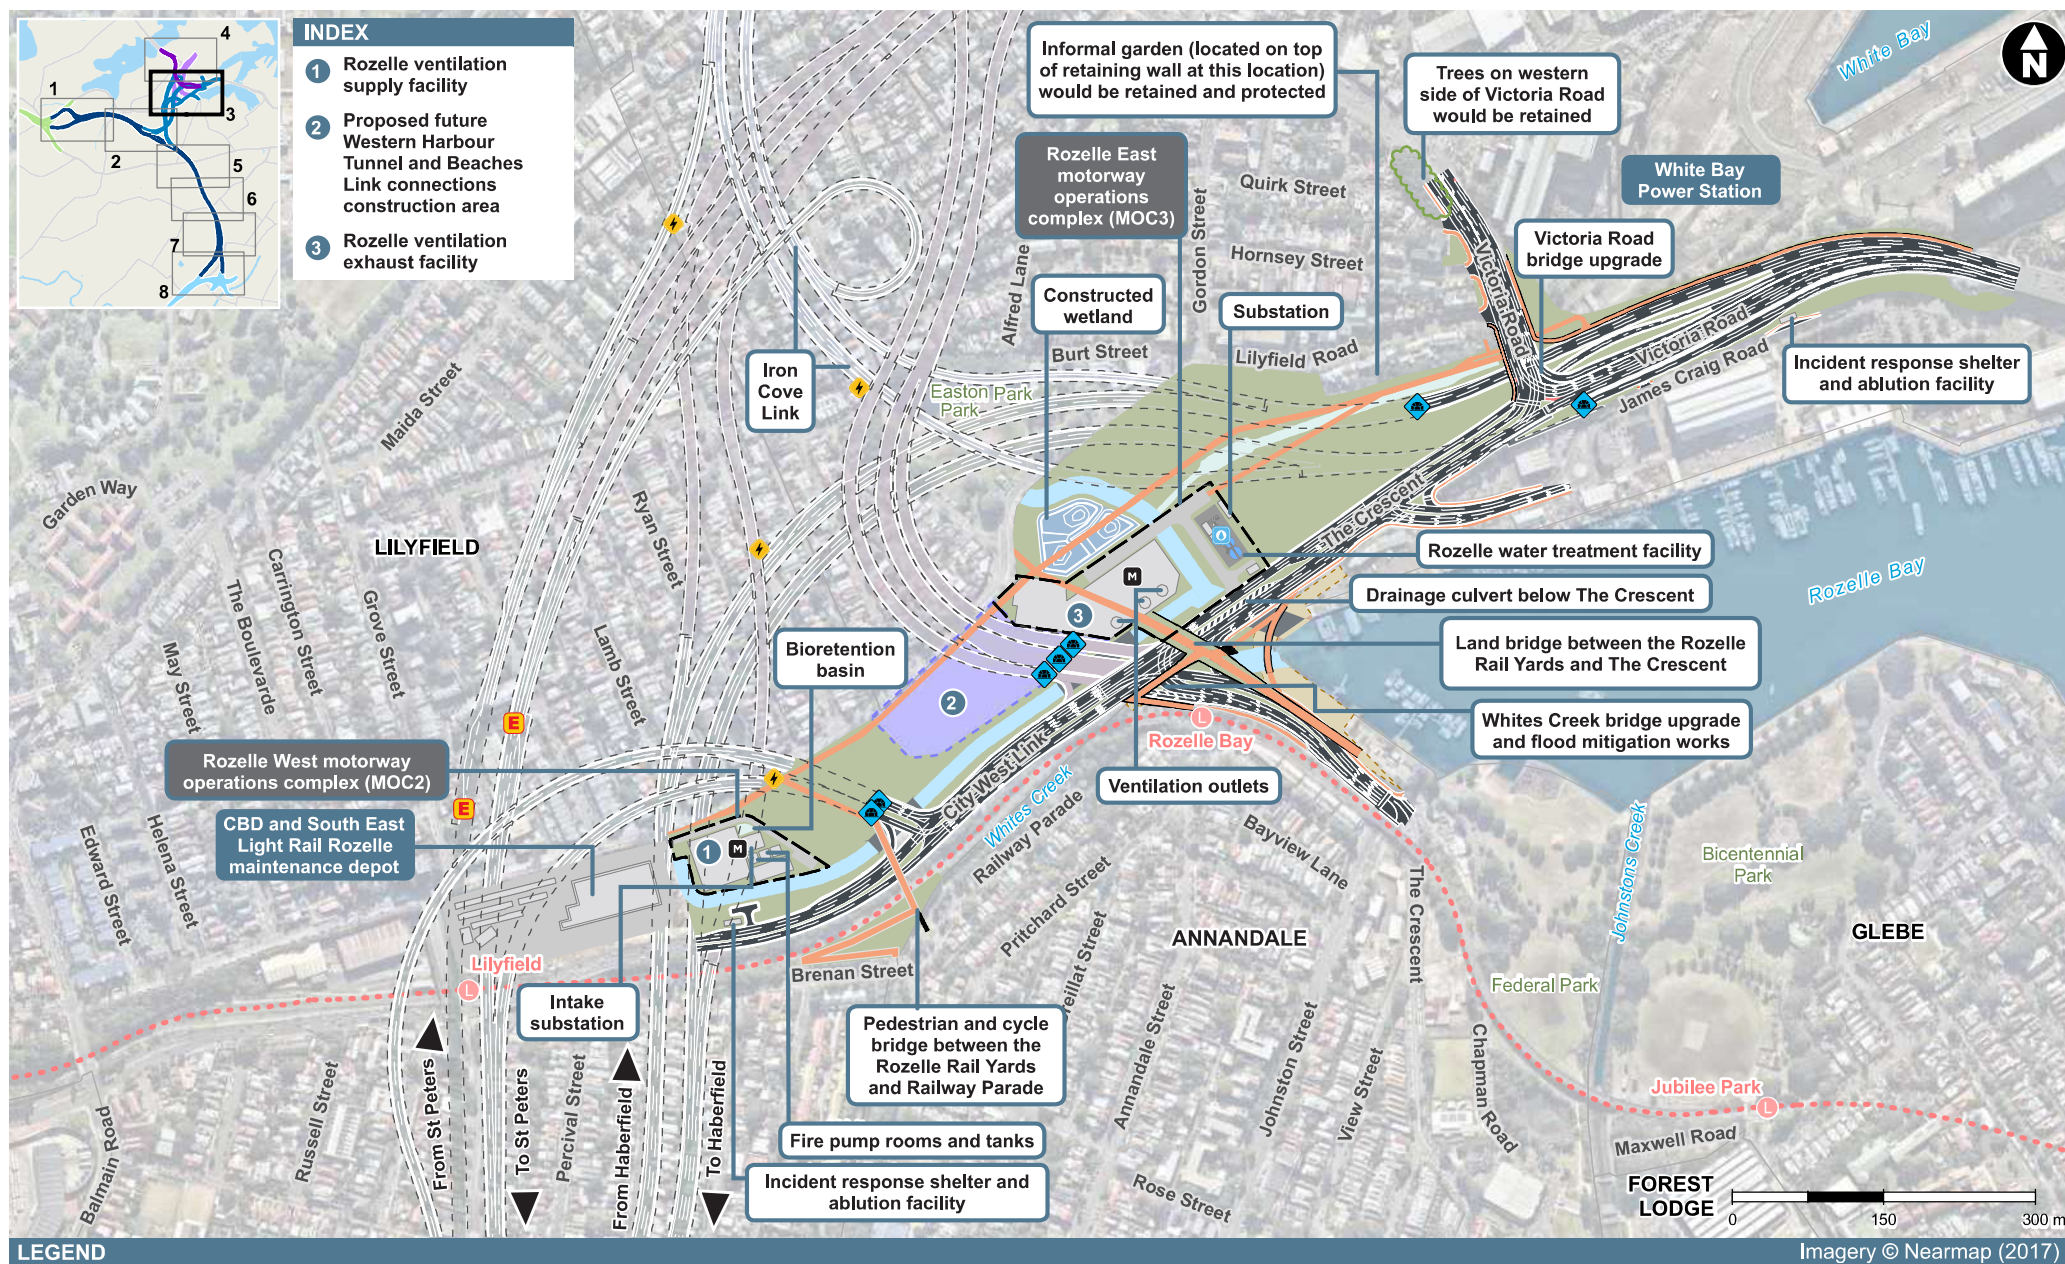 INDEX
1 Rozelle ventilation
supply facility
2 Proposed future
Western Harbour
Tunnel and Beaches
Link connections
construction area
3 Rozelle ventilation
exhaust facility
4
1
3
2
5
6
7
8
Informal garden (located on top
of retaining wall at this location)
would be retained and protected
Trees on western
side of Victoria Road
would be retained
White Bay
N
Rozelle East
motorway
operations
complex (MOC3)
White Bay
Power Station
Quirk Street
Gordon Street
Hornsey Street
Alfred Lane
Victoria Road
bridge upgrade
Victoria Road
Constructed
wetland
Substation
Burt Street
Lilyfield Road
Victoria Road
James Craig Road
Incident response shelter
and ablution facility
Iron
Cove
Link
Easton Park
Park
Maida Street
Garden Way
LILYFIELD
Ryan Street
The Crescent
Rozelle water treatment facility
Rozelle Bay
Drainage culvert below The Crescent
Carrington Street
The Boulevarde
Grove Street
May Street
Lamb Street
M
3
Bioretention
basin
Land bridge between the Rozelle
Rail Yards and The Crescent
2
Whites Creek bridge upgrade
and flood mitigation works
E
L
Rozelle Bay
Rozelle West motorway
operations complex (MOC2)
City West Link
Ventilation outlets
E
CBD and South East
Light Rail Rozelle
maintenance depot
Whites Creek
Railway Parade
Bayview Lane
Johnstons Creek
Bicentennial
Park
Edward Street
Helena Street
1
M
Pritchard Street
The Crescent
ANNANDALE
GLEBE
Lilyfield
L
Brenan Street
Federal Park
Intake
substation
Pedestrian and cycle
bridge between the
Rozelle Rail Yards
and Railway Parade
Annandale Street
Johnston Street
View Street
Chapman Road
Jubilee Park
L
Maxwell Road
Balmain Road
Russell Street
From St Peters
To St Peters
Percival Street
From Haberfield
To Haberfield
Fire pump rooms and tanks
Incident response shelter and
ablution facility
Rose Street
FOREST
LODGE
0 150 300 m
LEGEND
Imagery © Nearmap (2017)